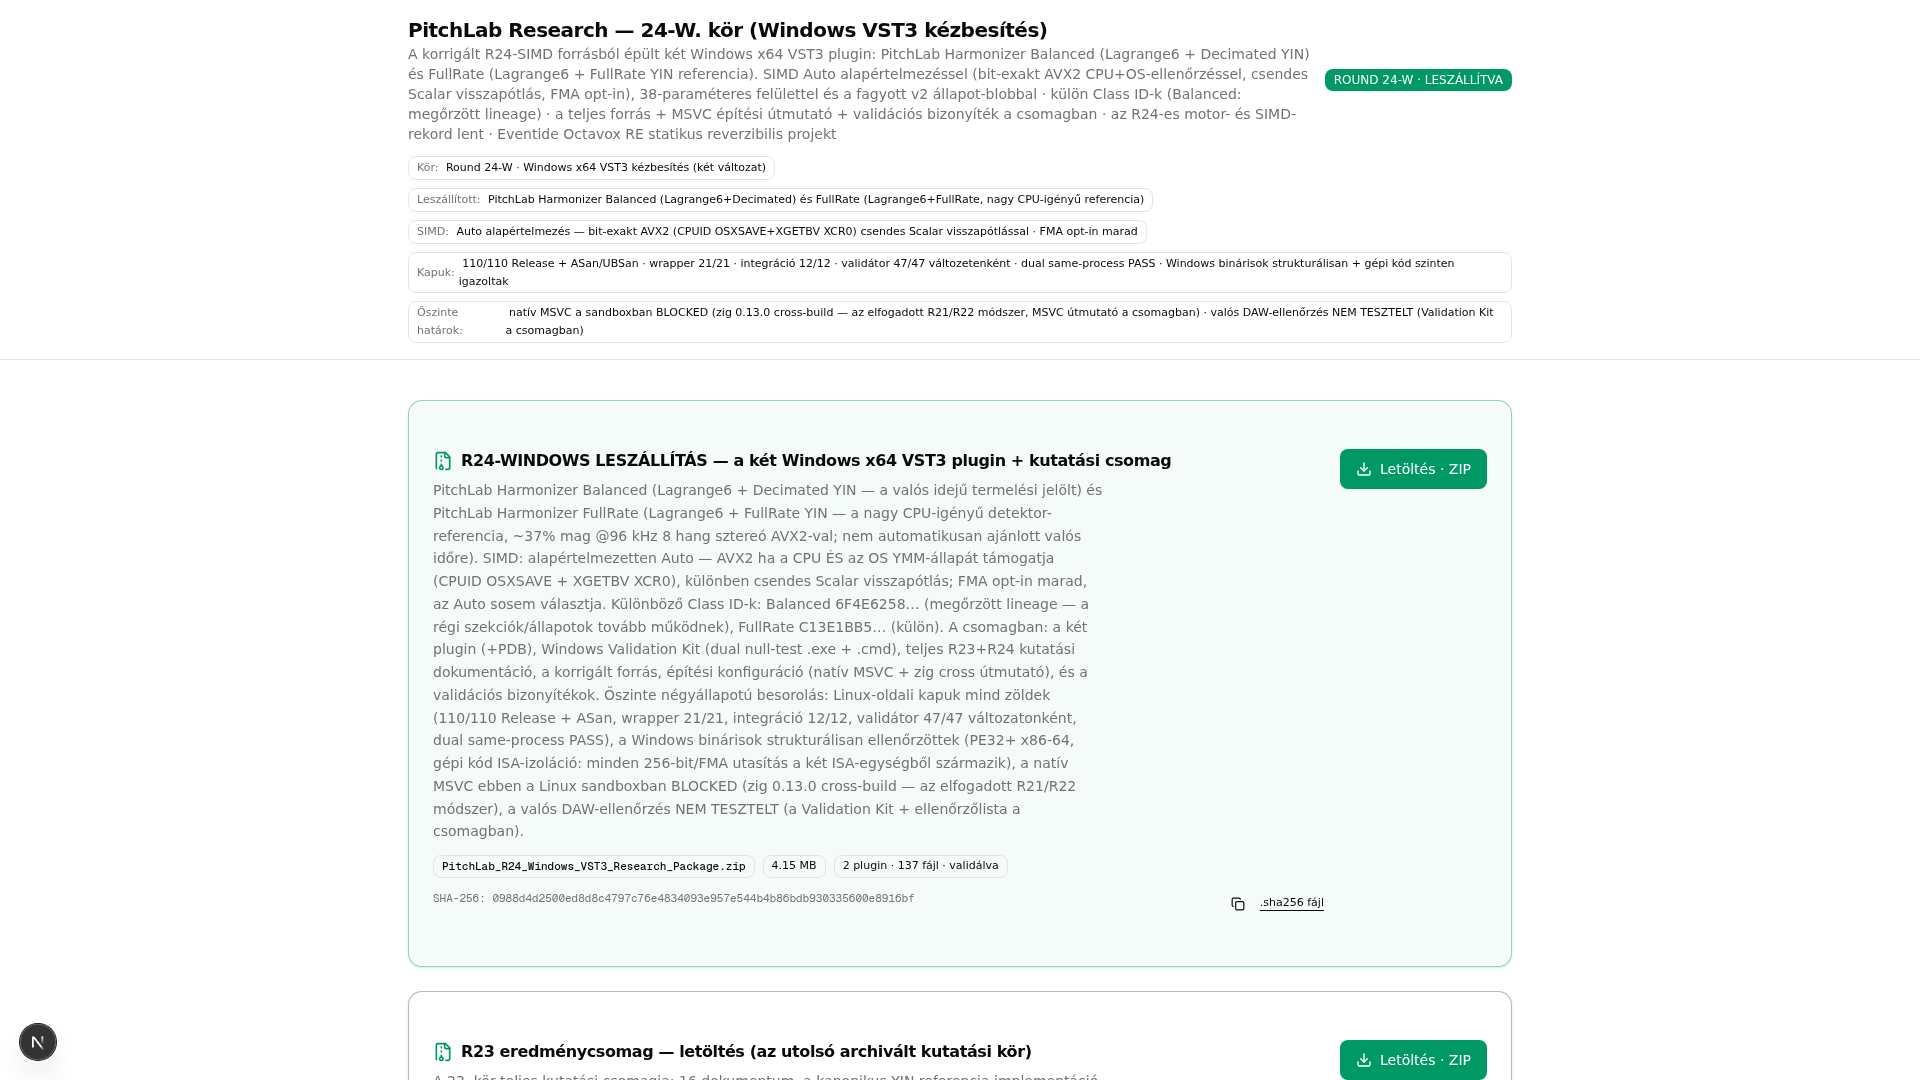 PitchLab Research — 24-W. kör (Windows VST3 kézbesítés)
A korrigált R24-SIMD forrásból épült két Windows x64 VST3 plugin: PitchLab Harmonizer Balanced (Lagrange6 + Decimated YIN)
és FullRate (Lagrange6 + FullRate YIN referencia). SIMD Auto alapértelmezéssel (bit-exakt AVX2 CPU+OS-ellenőrzéssel, csendes
Scalar visszapótlás, FMA opt-in), 38-paraméteres felülettel és a fagyott v2 állapot-blobbal · külön Class ID-k (Balanced:
megőrzött lineage) · a teljes forrás + MSVC építési útmutató + validációs bizonyíték a csomagban · az R24-es motor- és SIMD-
rekord lent · Eventide Octavox RE statikus reverzibilis projekt
ROUND 24-W · LESZÁLLÍTVA
Kör: Round 24-W · Windows x64 VST3 kézbesítés (két változat)
Leszállított: PitchLab Harmonizer Balanced (Lagrange6+Decimated) és FullRate (Lagrange6+FullRate, nagy CPU-igényű referencia)
SIMD: Auto alapértelmezés — bit-exakt AVX2 (CPUID OSXSAVE+XGETBV XCR0) csendes Scalar visszapótlással · FMA opt-in marad
Kapuk: 110/110 Release + ASan/UBSan · wrapper 21/21 · integráció 12/12 · validátor 47/47 változetenként · dual same-process PASS · Windows binárisok strukturálisan + gépi kód szinten
igazoltak
Őszinte határok: natív MSVC a sandboxban BLOCKED (zig 0.13.0 cross-build — az elfogadott R21/R22 módszer, MSVC útmutató a csomagban) · valós DAW-ellenőrzés NEM TESZTELT (Validation Kit
a csomagban)
R24-WINDOWS LESZÁLLÍTÁS — a két Windows x64 VST3 plugin + kutatási csomag
Letöltés · ZIP
PitchLab Harmonizer Balanced (Lagrange6 + Decimated YIN — a valós idejű termelési jelölt) és
PitchLab Harmonizer FullRate (Lagrange6 + FullRate YIN — a nagy CPU-igényű detektor-
referencia, ~37% mag @96 kHz 8 hang sztereó AVX2-val; nem automatikusan ajánlott valós
időre). SIMD: alapértelmezetten Auto — AVX2 ha a CPU ÉS az OS YMM-állapát támogatja
(CPUID OSXSAVE + XGETBV XCR0), különben csendes Scalar visszapótlás; FMA opt-in marad,
az Auto sosem választja. Különböző Class ID-k: Balanced 6F4E6258… (megőrzött lineage — a
régi szekciók/állapotok tovább működnek), FullRate C13E1BB5… (külön). A csomagban: a két
plugin (+PDB), Windows Validation Kit (dual null-test .exe + .cmd), teljes R23+R24 kutatási
dokumentáció, a korrigált forrás, építési konfiguráció (natív MSVC + zig cross útmutató), és a
validációs bizonyítékok. Őszinte négyállapotú besorolás: Linux-oldali kapuk mind zöldek
(110/110 Release + ASan, wrapper 21/21, integráció 12/12, validátor 47/47 változatonként,
dual same-process PASS), a Windows binárisok strukturálisan ellenőrzöttek (PE32+ x86-64,
gépi kód ISA-izoláció: minden 256-bit/FMA utasítás a két ISA-egységből származik), a natív
MSVC ebben a Linux sandboxban BLOCKED (zig 0.13.0 cross-build — az elfogadott R21/R22
módszer), a valós DAW-ellenőrzés NEM TESZTELT (a Validation Kit + ellenőrzőlista a
csomagban).
PitchLab_R24_Windows_VST3_Research_Package.zip
4.15 MB
2 plugin · 137 fájl · validálva
SHA-256: 0988d4d2500ed8d8c4797c76e4834093e957e544b4b86bdb930335600e8916bf
.sha256 fájl
R23 eredménycsomag — letöltés (az utolsó archivált kutatási kör)
Letöltés · ZIP
A 23. kör teljes kutatási csomagja: 16 dokumentum, a kanonikus YIN referencia implementáció,